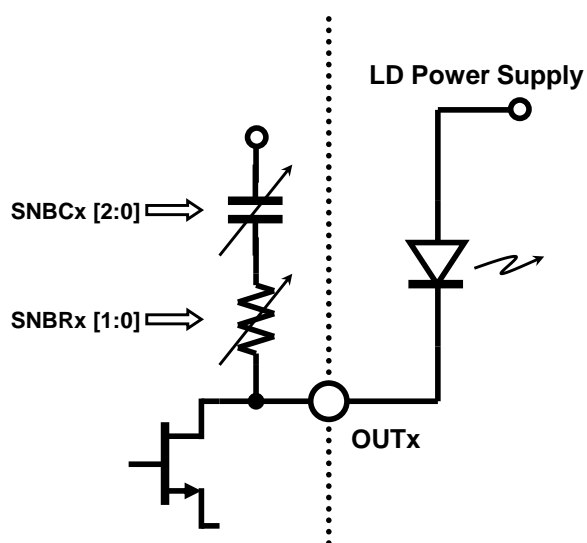 LD Power Supply
SNBCx [2:0]
SNBRx [1:0]
OUTx